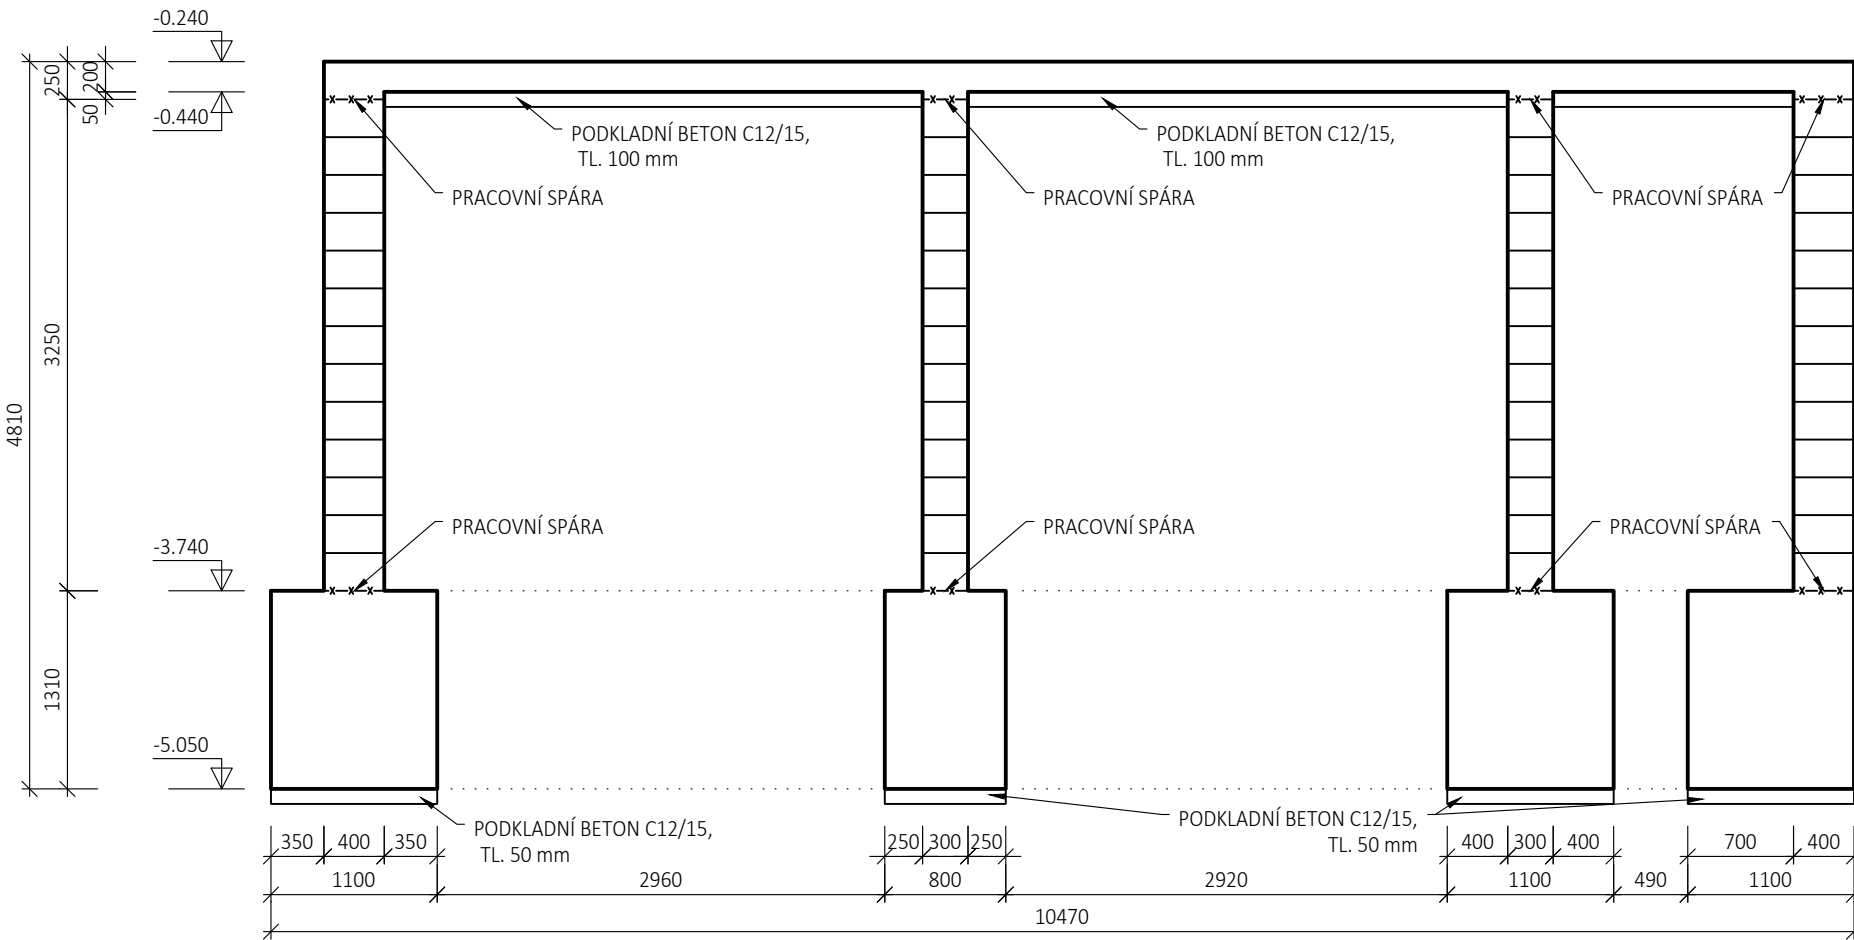 -0.240
250
200
50
-0.440
PODKLADNÍ BETON C12/15,
TL. 100 mm
PODKLADNÍ BETON C12/15,
TL. 100 mm
PRACOVNÍ SPÁRA
PRACOVNÍ SPÁRA
PRACOVNÍ SPÁRA
3250
4810
PRACOVNÍ SPÁRA
PRACOVNÍ SPÁRA
PRACOVNÍ SPÁRA
-3.740
1310
-5.050
PODKLADNÍ BETON C12/15,
TL. 50 mm
PODKLADNÍ BETON C12/15,
TL. 50 mm
350 400 350 250 300 250 400 300 400 700 400
1100 2960 800 2920 1100 490 1100
10470